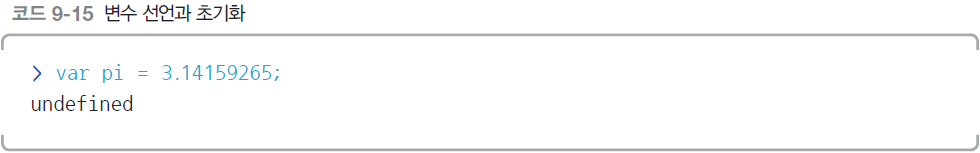 코드 9-15 변수 선언과 초기화
> var pi = 3.14159265;
undefined